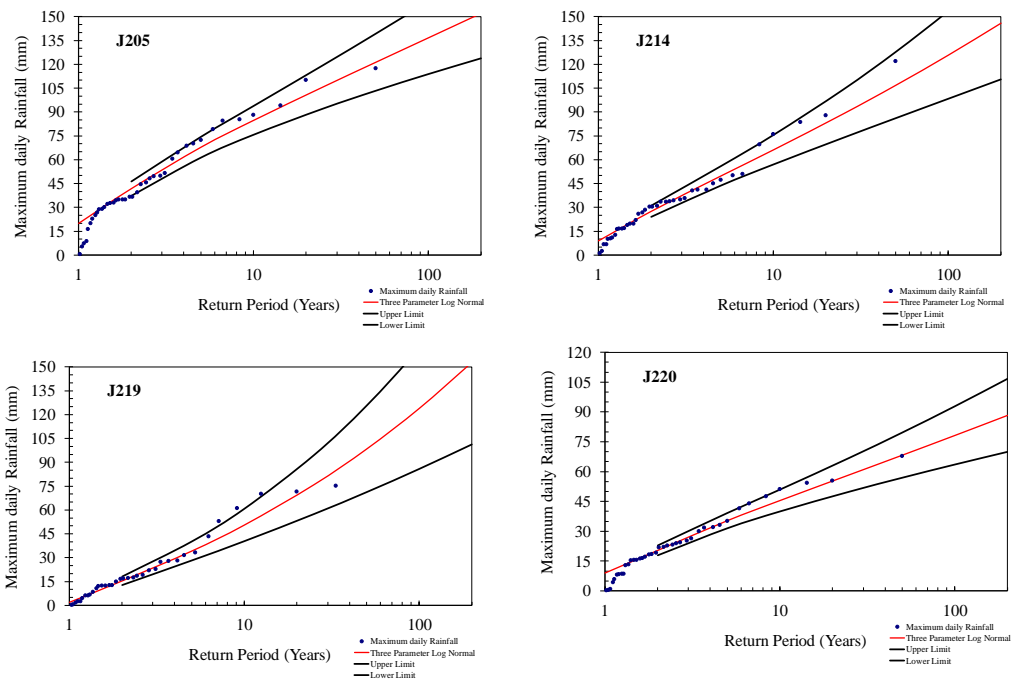 J205
Maximum daily Rainfall (mm)
150
135
120
105
90
75
60
45
30
15
0
1
10
100
Return Period (Years)
Maximum daily Rainfall
Three Parameter Log Normal
Upper Limit
Lower Limit
J214
Maximum daily Rainfall (mm)
150
135
120
105
90
75
60
45
30
15
0
1
10
100
Return Period (Years)
Maximum daily Rainfall
Three Parameter Log Normal
Upper Limit
Lower Limit
J219
Maximum daily Rainfall (mm)
150
135
120
105
90
75
60
45
30
15
0
1
10
100
Return Period (Years)
Maximum daily Rainfall
Three Parameter Log Normal
Upper Limit
Lower Limit
J220
Maximum daily Rainfall (mm)
120
105
90
75
60
45
30
15
0
1
10
100
Return Period (Years)
Maximum daily Rainfall
Three Parameter Log Normal
Upper Limit
Lower Limit